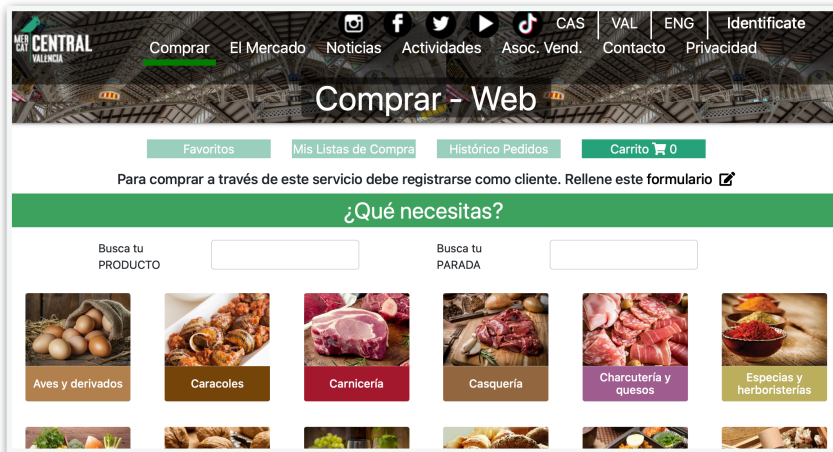 MER
CAT
CENTRAL
VALENCIA
CAS
VAL
ENG
Identificate
Comprar
El Mercado
Noticias
Actividades
Asoc. Vend.
Contacto
Privacidad
Comprar - Web
Favoritos
Mis Listas de Compra
Histórico Pedidos
Carrito 0
Para comprar a través de este servicio debe registrarse como cliente. Rellene este formulario
¿Qué necesitas?
Busca tu
PRODUCTO
Busca tu
PARADA
Aves y derivados
Caracoles
Carnicería
Casquería
Charcutería y
quesos
Especias y
herboristerías